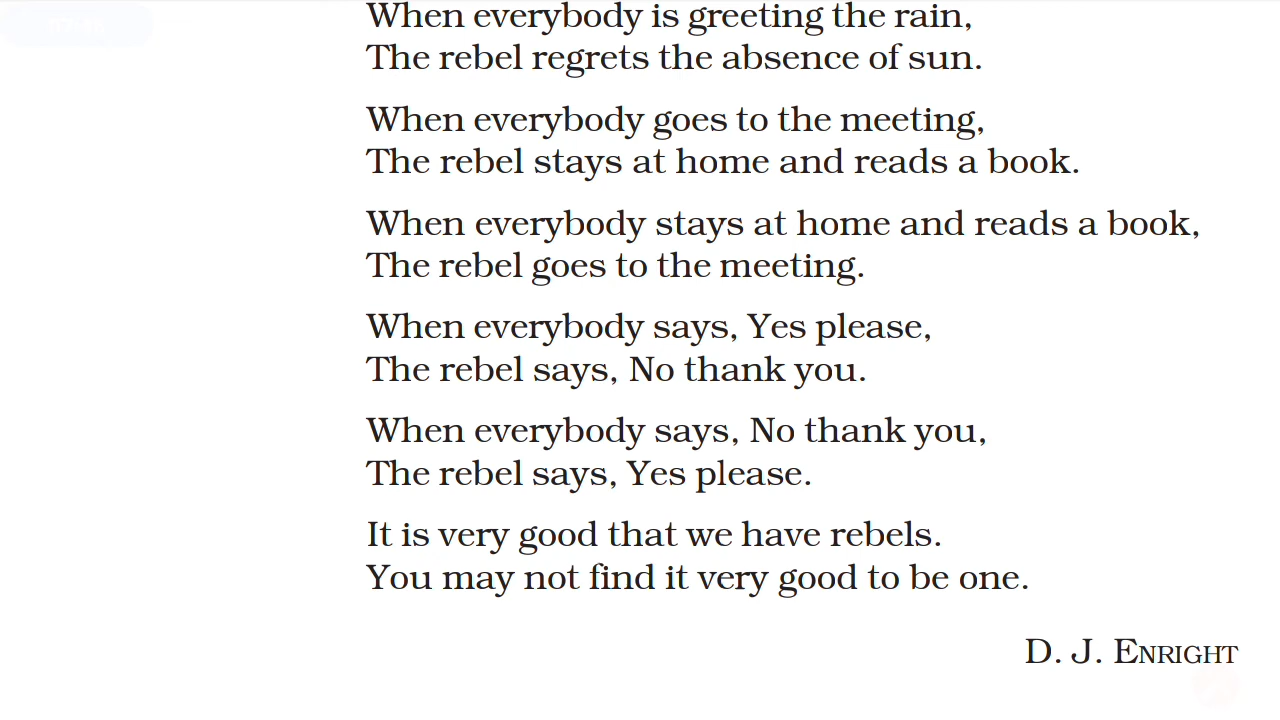 When everybody is greeting the rain,
The rebel regrets the absence of sun.
When everybody goes to the meeting,
The rebel stays at home and reads a book.
When everybody stays at home and reads a book,
The rebel goes to the meeting.
When everybody says, Yes please,
The rebel says, No thank you.
When everybody says, No thank you,
The rebel says, Yes please.
It is very good that we have rebels.
You may not find it very good to be one.
D. J. ENRIGHT